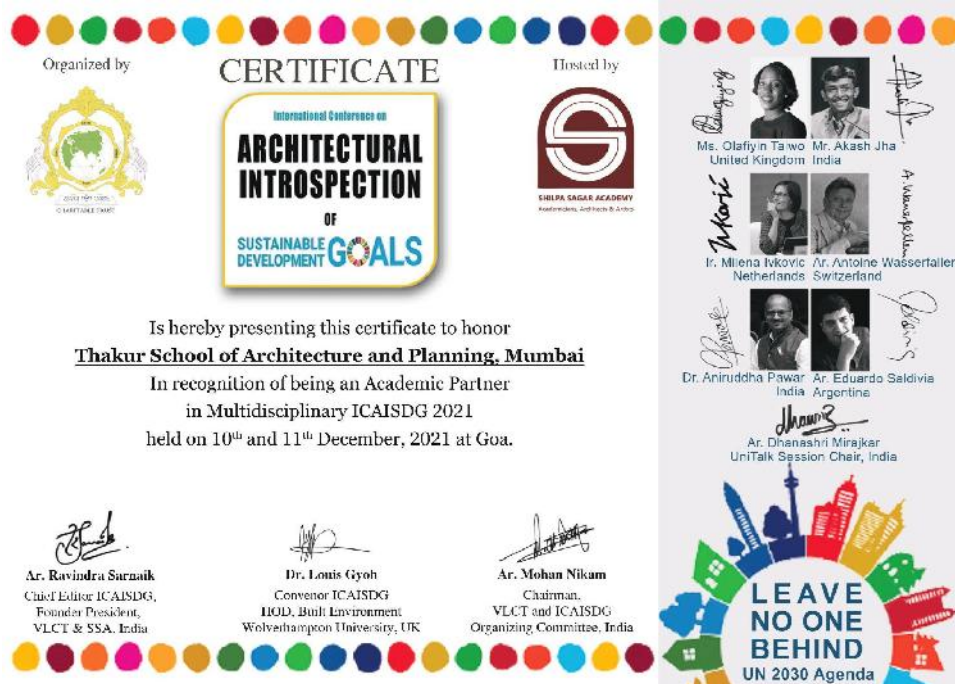 Organized by
CERTIFICATE
Hosted by
CHARITABLE TRUST
International Conference on
ARCHITECTURAL
INTROSPECTION
OF
SUSTAINABLE
DEVELOPMENT GOALS
SHILPA SAGAR ACADEMY
Academicians, Architects & Artists
Is hereby presenting this certificate to honor
Thakur School of Architecture and Planning, Mumbai
In recognition of being an Academic Partner
in Multidisciplinary ICAISDG 2021
held on 10th and 11th December, 2021 at Goa.
Ar. Ravindra Sarnaik
Chief Editor ICAISDG,
Founder President,
VLCT & SSA, India
Dr. Louis Gyoh
Convenor ICAISDG
HOD, Built Environment
Wolverhampton University, UK
Ar. Mohan Nikam
Chairman,
VLCT and ICAISDG
Organizing Committee, India
Ms. Olafiyin Taiwo
United Kingdom
Mr. Akash Jha
India
Ir. Milena Ivkovic
Netherlands
Ar. Antoine Wasserfallen
Switzerland
Dr. Aniruddha Pawar
India
Ar. Eduardo Saldivia
Argentina
Ar. Dhanashri Mirajkar
UniTalk Session Chair, India
LEAVE
NO ONE
BEHIND
UN 2030 Agenda